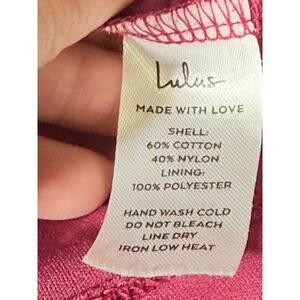 Lulus
MADE WITH LOVE
SHELL:
60% COTTON
40% NYLON
LINING:
100% POLYESTER
HAND WASH COLD
DO NOT BLEACH
LINE DRY
IRON LOW HEAT